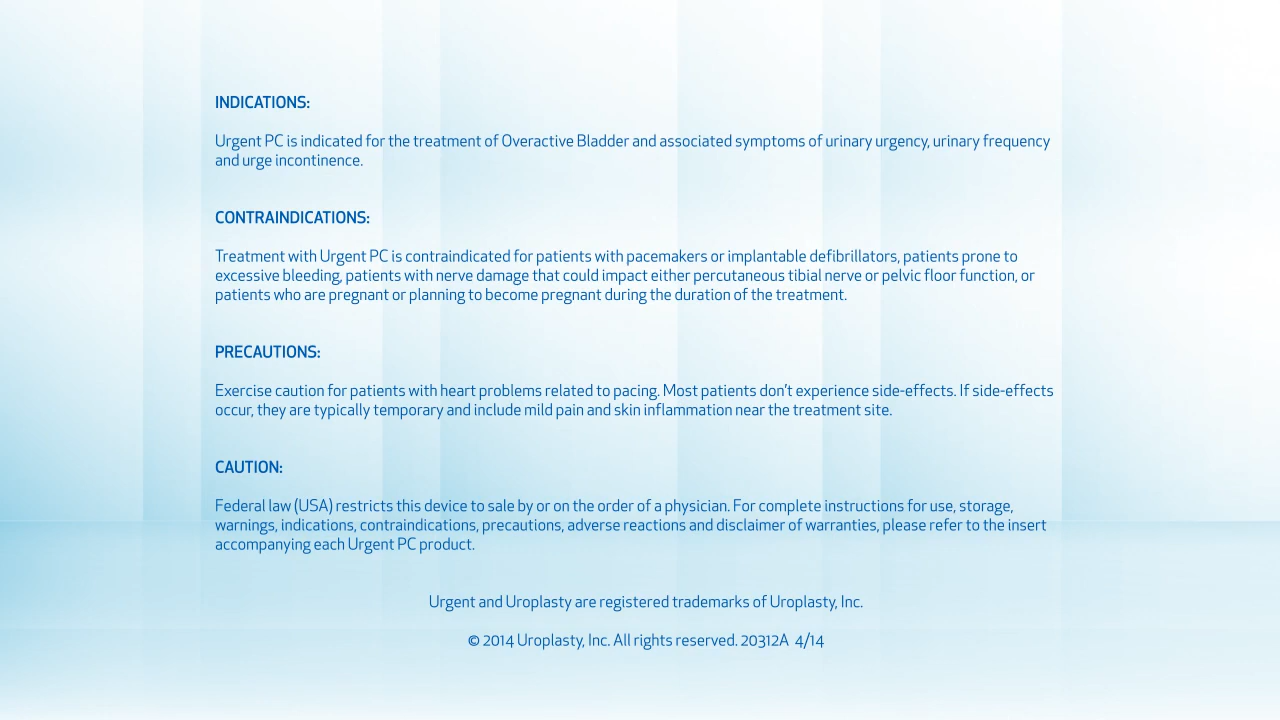 INDICATIONS:
Urgent PC is indicated for the treatment of Overactive Bladder and associated symptoms of urinary urgency, urinary frequency
and urge incontinence.
CONTRAINDICATIONS:
Treatment with Urgent PC is contraindicated for patients with pacemakers or implantable defibrillators, patients prone to
excessive bleeding, patients with nerve damage that could impact either percutaneous tibial nerve or pelvic floor function, or
patients who are pregnant or planning to become pregnant during the duration of the treatment.
PRECAUTIONS:
Exercise caution for patients with heart problems related to pacing. Most patients don’t experience side-effects. If side-effects
occur, they are typically temporary and include mild pain and skin inflammation near the treatment site.
CAUTION:
Federal law (USA) restricts this device to sale by or on the order of a physician. For complete instructions for use, storage,
warnings, indications, contraindications, precautions, adverse reactions and disclaimer of warranties, please refer to the insert
accompanying each Urgent PC product.
Urgent and Uroplasty are registered trademarks of Uroplasty, Inc.
© 2014 Uroplasty, Inc. All rights reserved. 20312A 4/14